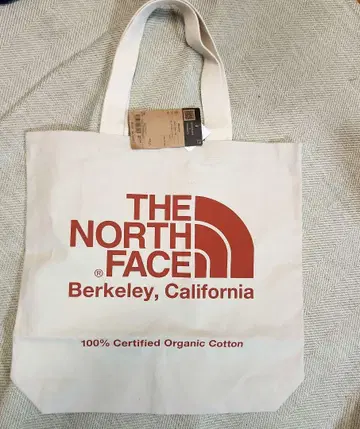 THE
NORTH
® FACE
Berkeley, California
100% Certified Organic Cotton